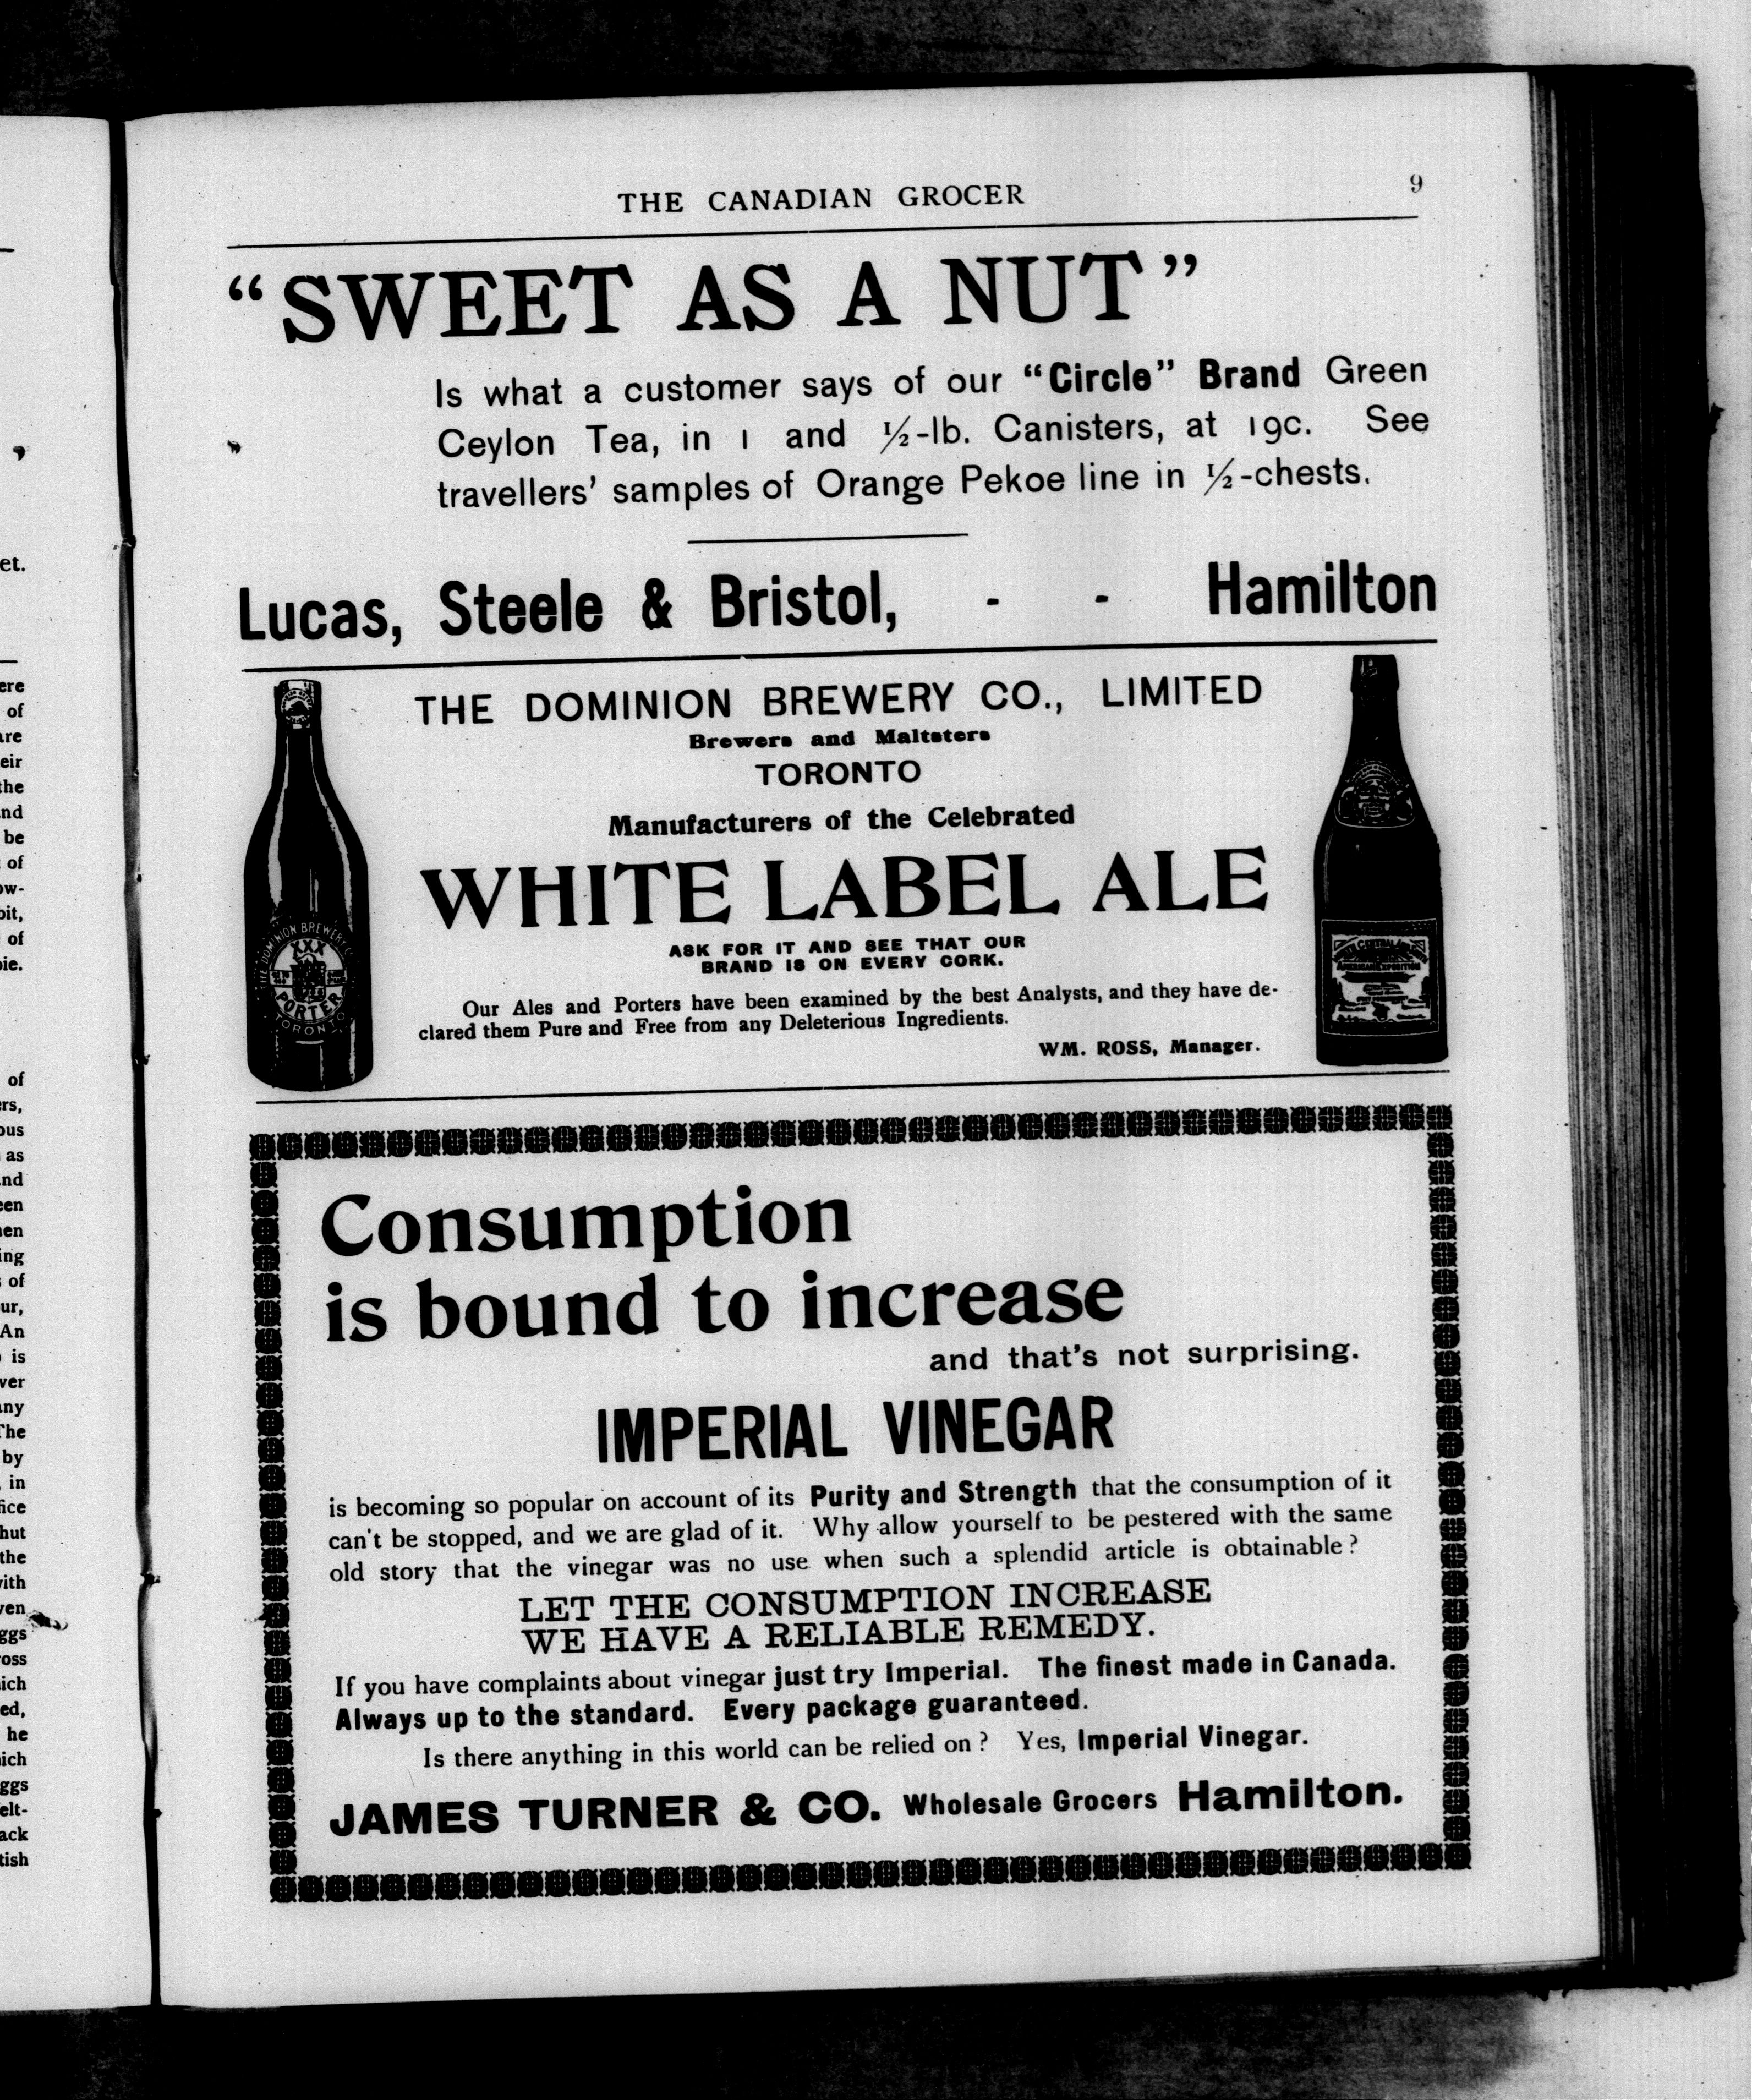 THE CANADIAN GROCER 9
“SWEET AS A NUT”
Is what a customer says of our “Circle” Brand Green
Ceylon Tea, in 1 and ½-lb. Canisters, at 19c. See
travellers’ samples of Orange Pekoe line in ½-chests.
Lucas, Steele & Bristol, - - Hamilton
THE DOMINION BREWERY CO., LIMITED
Brewers and Maltsters
TORONTO
Manufacturers of the Celebrated
WHITE LABEL ALE
ASK FOR IT AND SEE THAT OUR
BRAND IS ON EVERY CORK.
Our Ales and Porters have been examined by the best Analysts, and they have de-
clared them Pure and Free from any Deleterious Ingredients.
WM. ROSS, Manager.
THE DOMINION BREWERY
XXX
PORTER
TORONTO
Consumption
is bound to increase
and that's not surprising.
IMPERIAL VINEGAR
is becoming so popular on account of its Purity and Strength that the consumption of it
can't be stopped, and we are glad of it. Why allow yourself to be pestered with the same
old story that the vinegar was no use when such a splendid article is obtainable?
LET THE CONSUMPTION INCREASE
WE HAVE A RELIABLE REMEDY.
If you have complaints about vinegar just try Imperial. The finest made in Canada.
Always up to the standard. Every package guaranteed.
Is there anything in this world can be relied on? Yes, Imperial Vinegar.
JAMES TURNER & CO. Wholesale Grocers Hamilton.